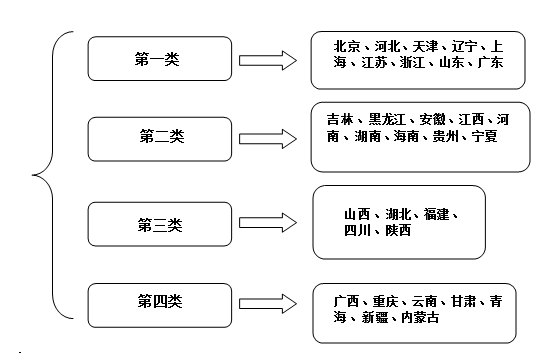 第一类
北京、河北、天津、辽宁、上
海、江苏、浙江、山东、广东
第二类
吉林、黑龙江、安徽、江西、河
南、湖南、海南、贵州、宁夏
第三类
山西、湖北、福建、
四川、陕西
第四类
广西、重庆、云南、甘肃、青
海、新疆、内蒙古